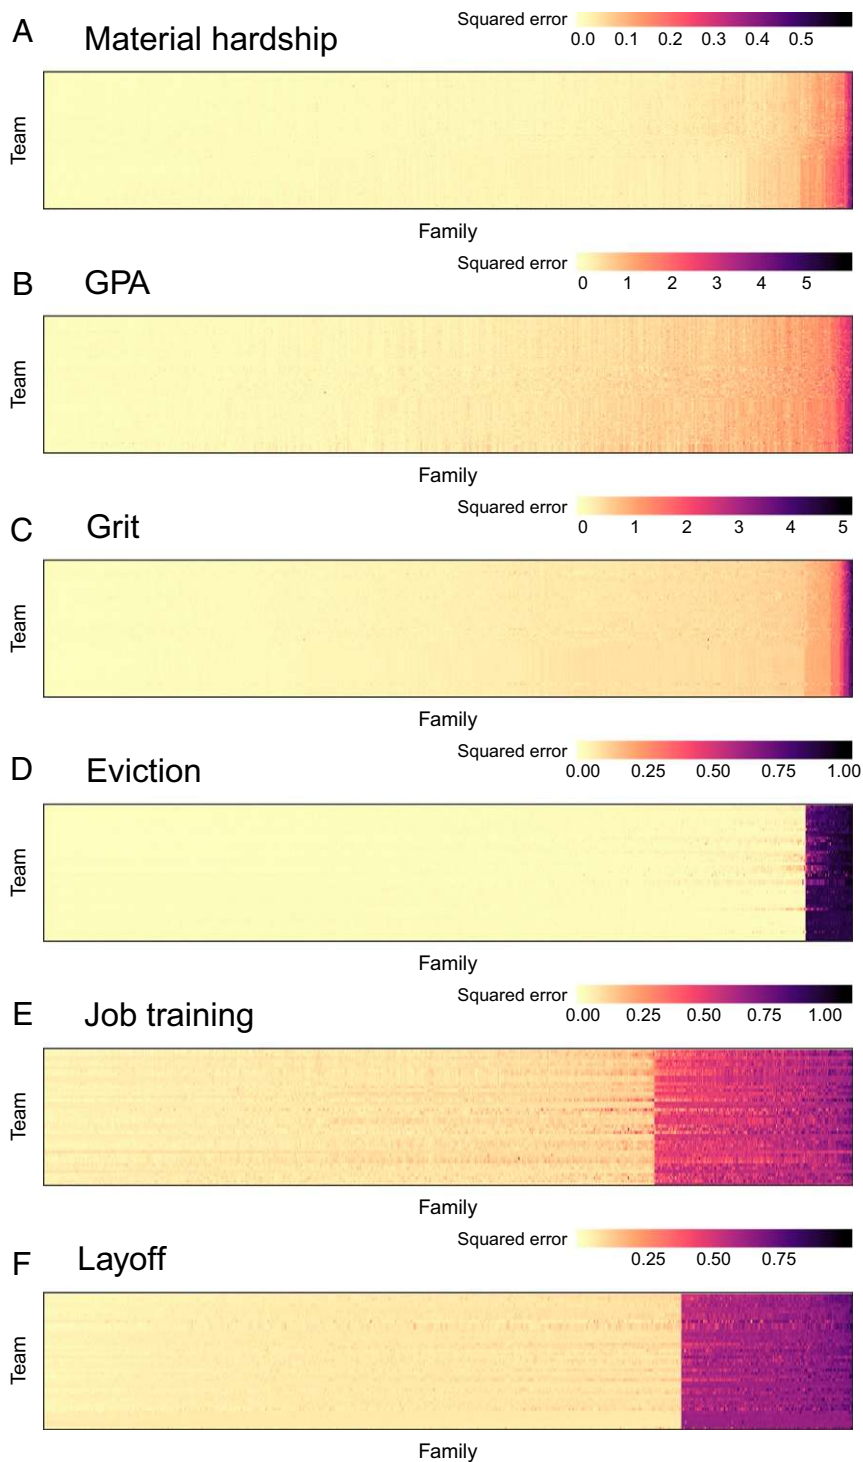 A
Material hardship
Squared error
0.0 0.1 0.2 0.3 0.4 0.5
Team
Family
B
GPA
Squared error
0 1 2 3 4 5
Team
Family
C
Grit
Squared error
0 1 2 3 4 5
Team
Family
D
Eviction
Squared error
0.00 0.25 0.50 0.75 1.00
Team
Family
E
Job training
Squared error
0.00 0.25 0.50 0.75 1.00
Team
Family
F
Layoff
Squared error
0.25 0.50 0.75
Team
Family